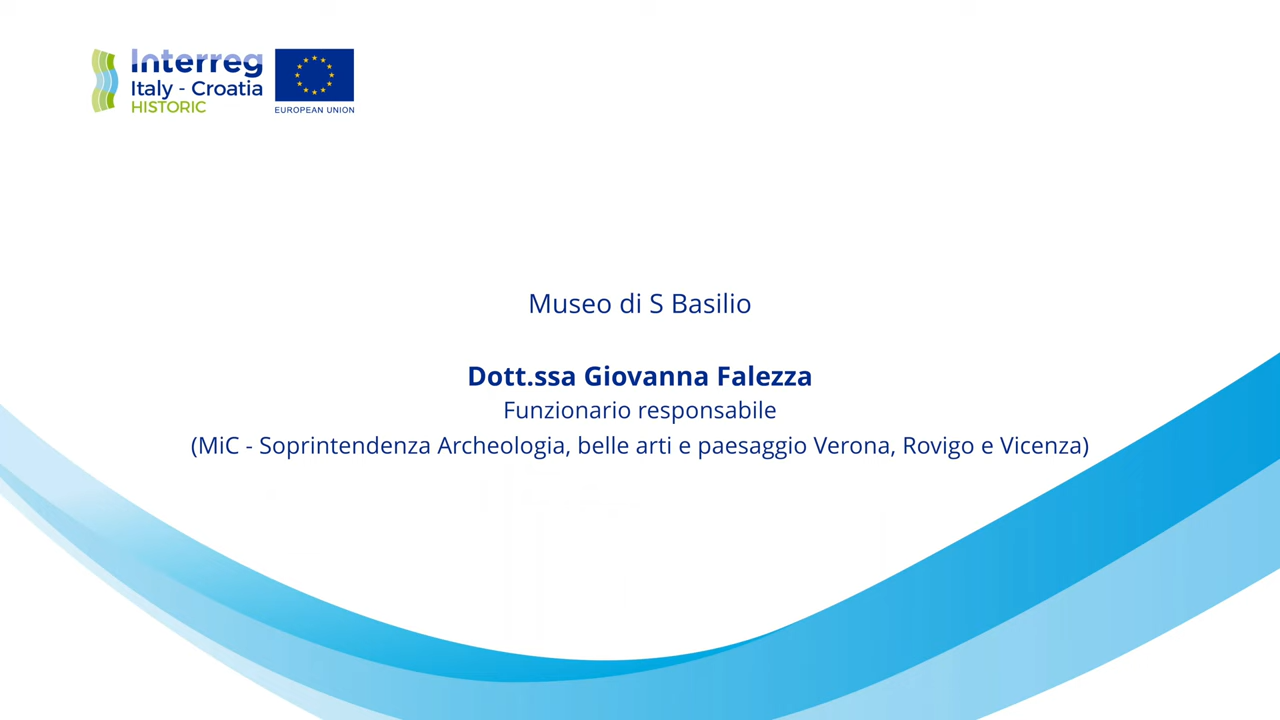 Interreg
Italy - Croatia
HISTORIC
EUROPEAN UNION
Museo di S Basilio
Dott.ssa Giovanna Falezza
Funzionario responsabile
(MiC - Soprintendenza Archeologia, belle arti e paesaggio Verona, Rovigo e Vicenza)